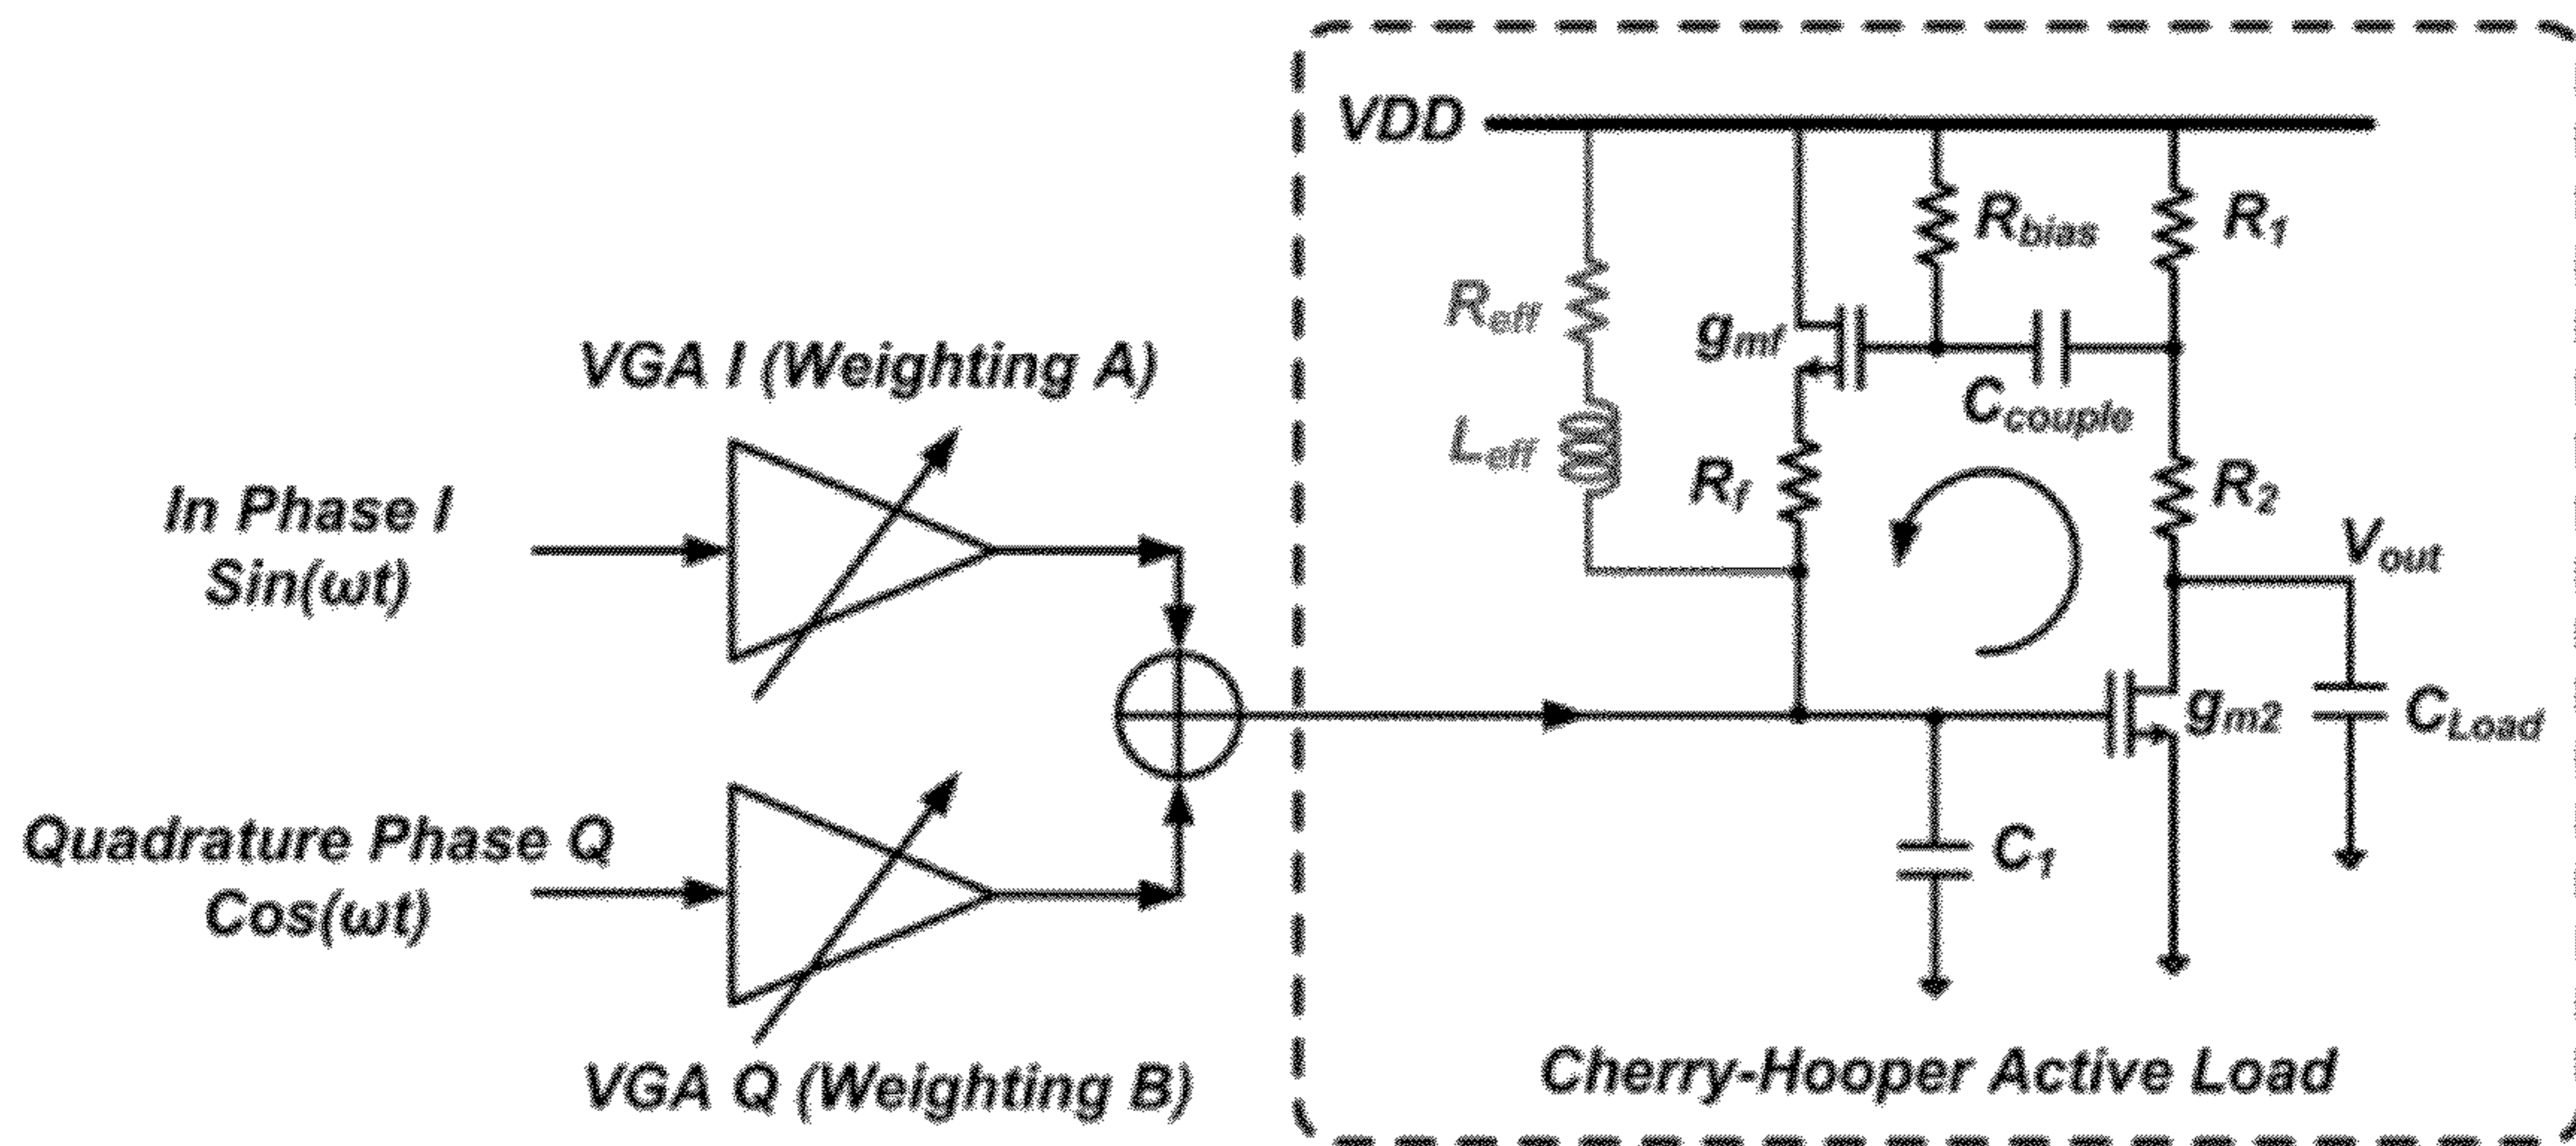 VDD
R1
Rbias
Reff
gmf
Ccouple
VGA I (Weighting A)
Leff
Rf
R2
In Phase I
Sin(ωt)
Vout
gm2
CLoad
Quadrature Phase Q
Cos(ωt)
C1
VGA Q (Weighting B)
Cherry-Hooper Active Load